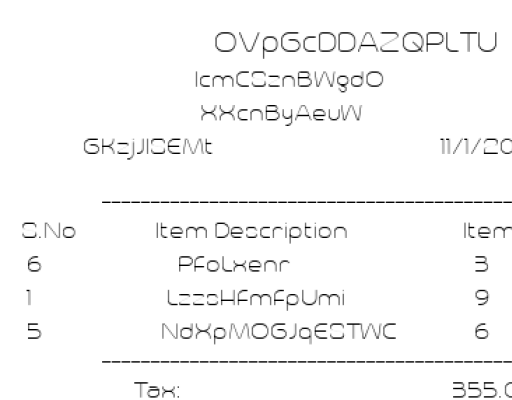 OVpGcDDAZQPLTU
IcmCSznBWgdO
XXcnByAeuW
GKzjJISEMt 11/1/20
S.No Item Description Item
6 PfoLxenr 3
1 LzzsHfmfpUmi 9
5 NdXpMOGJqESTWC 6
Tax: 355.0